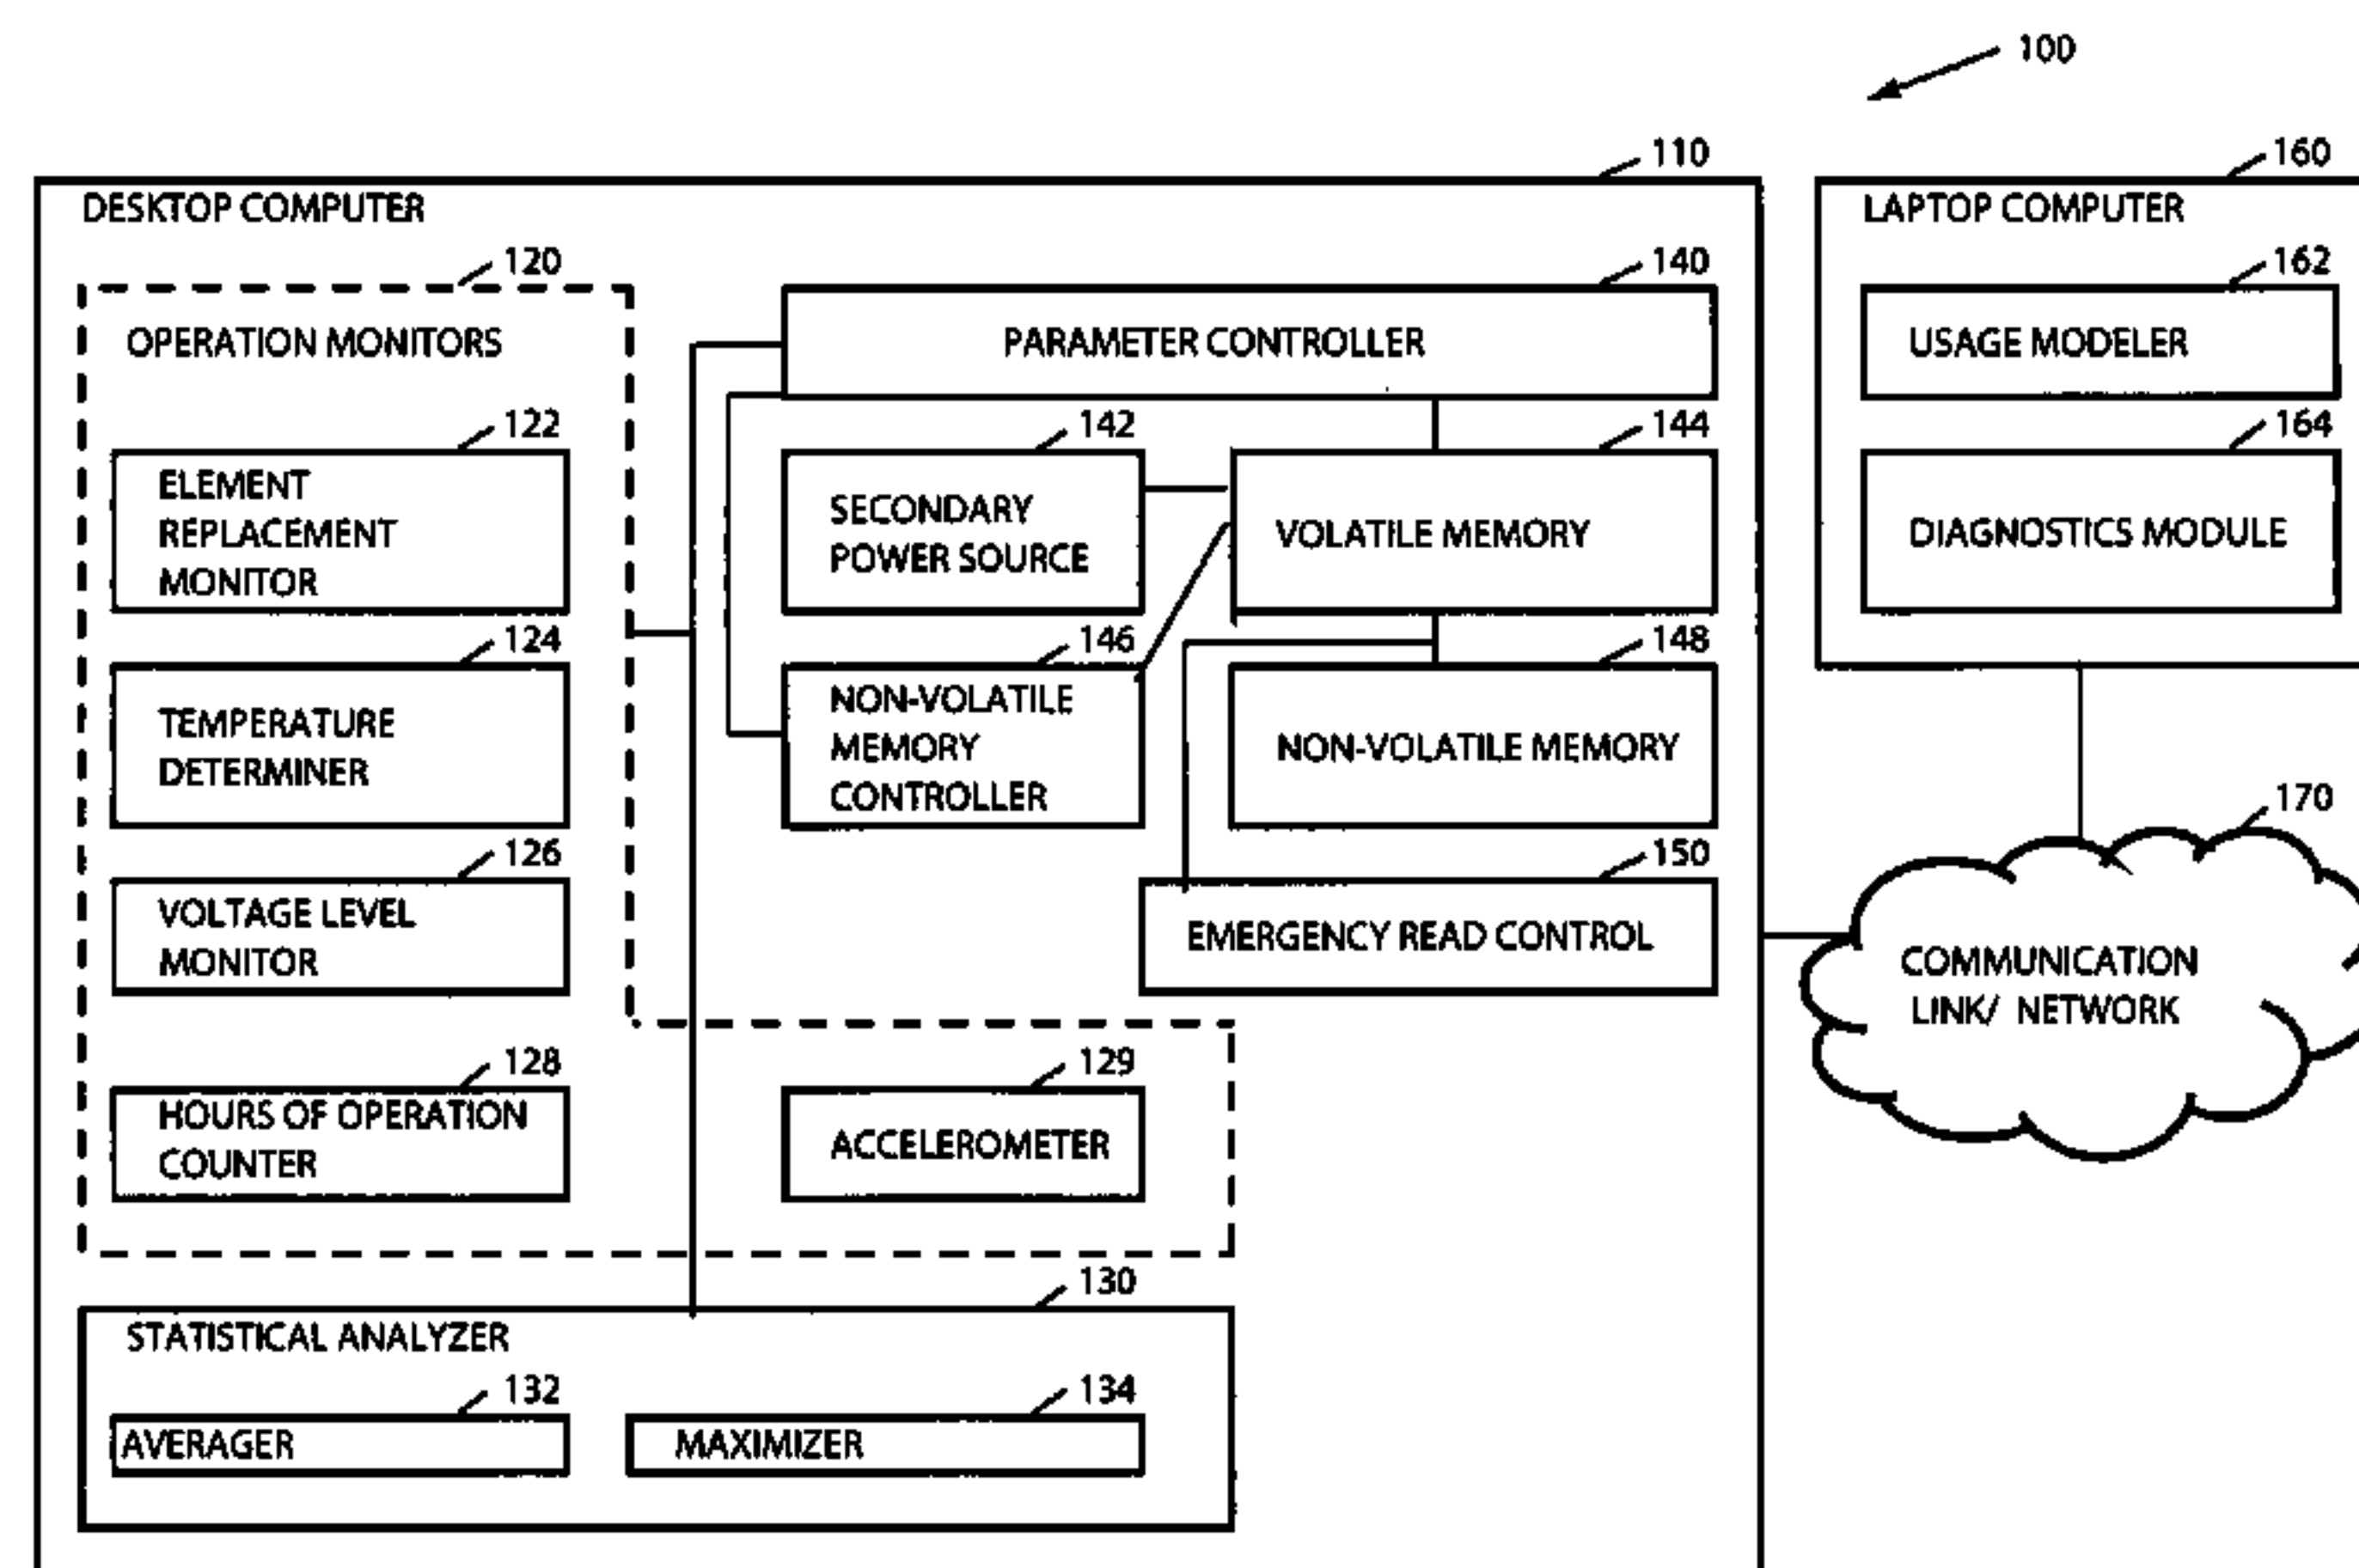 100
110
DESKTOP COMPUTER
120
OPERATION MONITORS
122
ELEMENT
REPLACEMENT
MONITOR
124
TEMPERATURE
DETERMINER
126
VOLTAGE LEVEL
MONITOR
128
HOURS OF OPERATION
COUNTER
129
ACCELEROMETER
130
STATISTICAL ANALYZER
132
AVERAGER
134
MAXIMIZER
140
PARAMETER CONTROLLER
142
SECONDARY
POWER SOURCE
144
VOLATILE MEMORY
146
NON-VOLATILE
MEMORY
CONTROLLER
148
NON-VOLATILE MEMORY
150
EMERGENCY READ CONTROL
160
LAPTOP COMPUTER
162
USAGE MODELER
164
DIAGNOSTICS MODULE
170
COMMUNICATION
LINK/ NETWORK